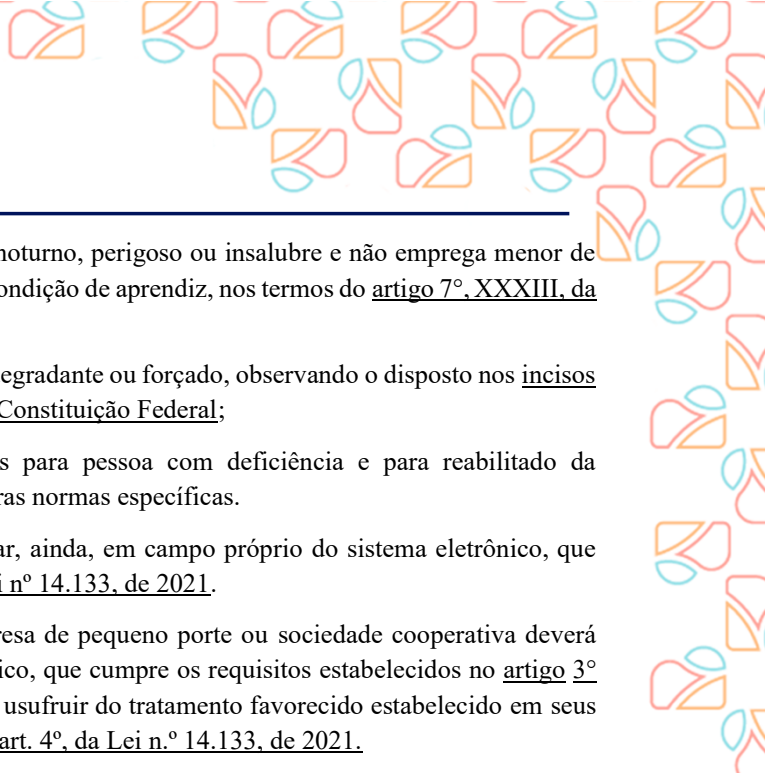 noturno, perigoso ou insalubre e não emprega menor de
ondição de aprendiz, nos termos do artigo 7°, XXXIII, da
egradante ou forçado, observando o disposto nos incisos
Constituição Federal;
s para pessoa com deficiência e para reabilitado da
ras normas específicas.
ar, ainda, em campo próprio do sistema eletrônico, que
i nº 14.133, de 2021.
resa de pequeno porte ou sociedade cooperativa deverá
ico, que cumpre os requisitos estabelecidos no artigo 3°
usufruir do tratamento favorecido estabelecido em seus
art. 4º, da Lei n.º 14.133, de 2021.